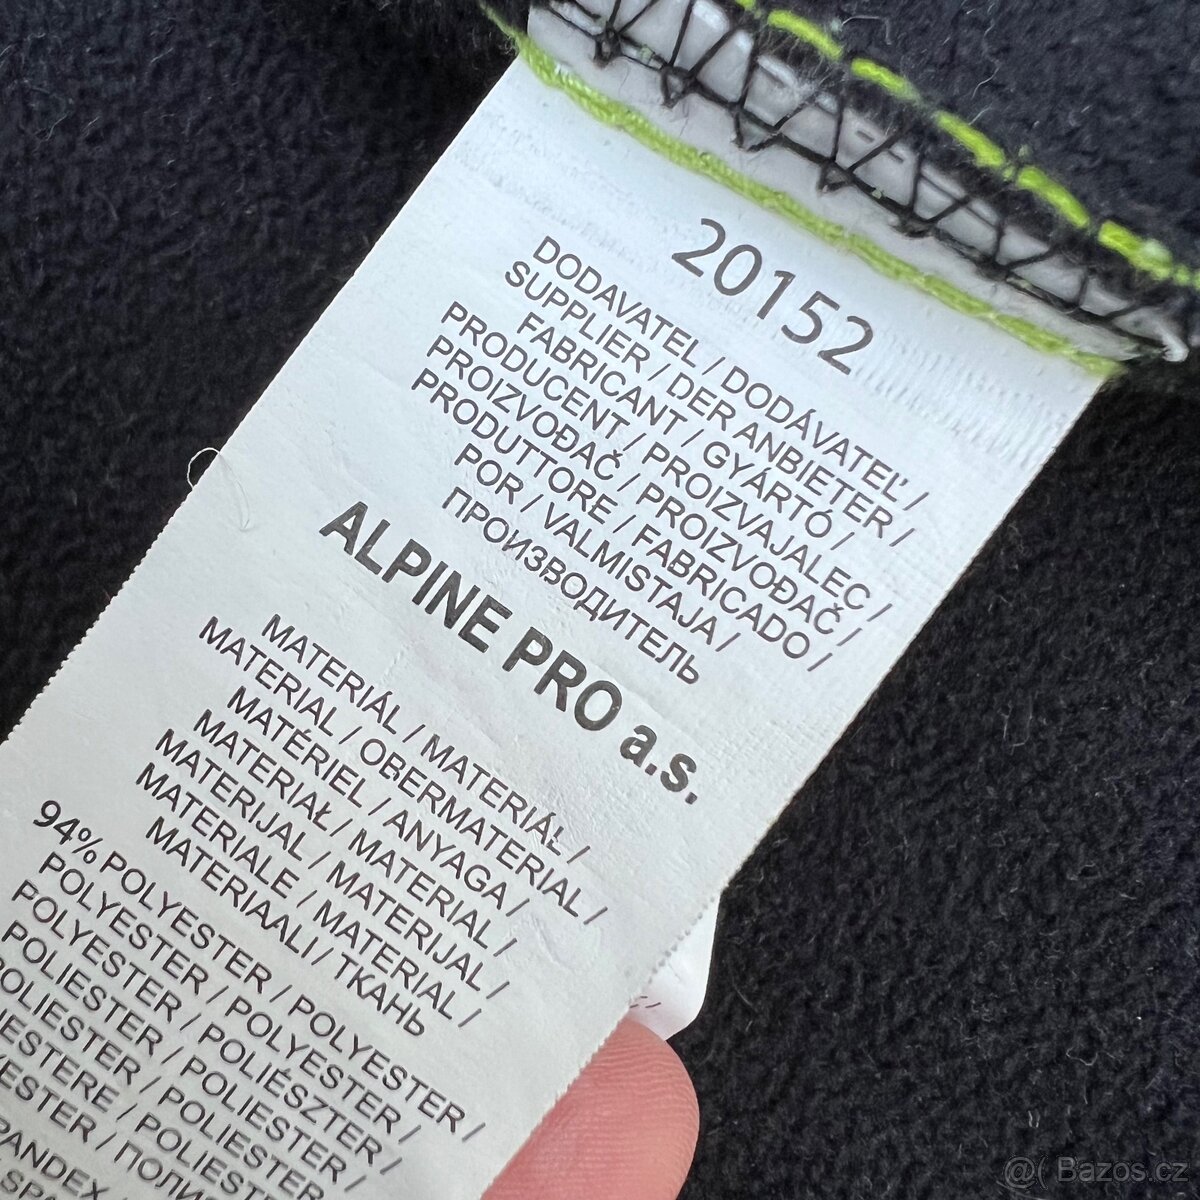 20152
DODAVATEL / DODÁVATEĽ /
SUPPLIER / DER ANBIETER /
FABRICANT / GYÁRTÓ /
PRODUCENT / PROIZVAJALEC /
PROIZVOĐAČ / PROIZVOĐAČ /
PRODUTTORE / FABRICADO /
POR / VALMISTAJA /
ПРОИЗВОДИТЕЛЬ
ALPINE PRO a.s.
MATERIÁL / MATERIÁL /
MATERIAL / OBERMATERIAL /
MATÉRIEL / ANYAGA /
MATERIAŁ / MATERIAL /
MATERIJAL / MATERIJAL /
MATERIALE / MATERIAL /
MATERIAALI / ТКАНЬ
94% POLYESTER / POLYESTER /
POLYESTER / POLYESTER /
POLYESTER / POLIÉSZTER /
POLIESTER / POLIESTER /
POLIESTER / POLIESTER /
POLIEST
@( Bazos.cz